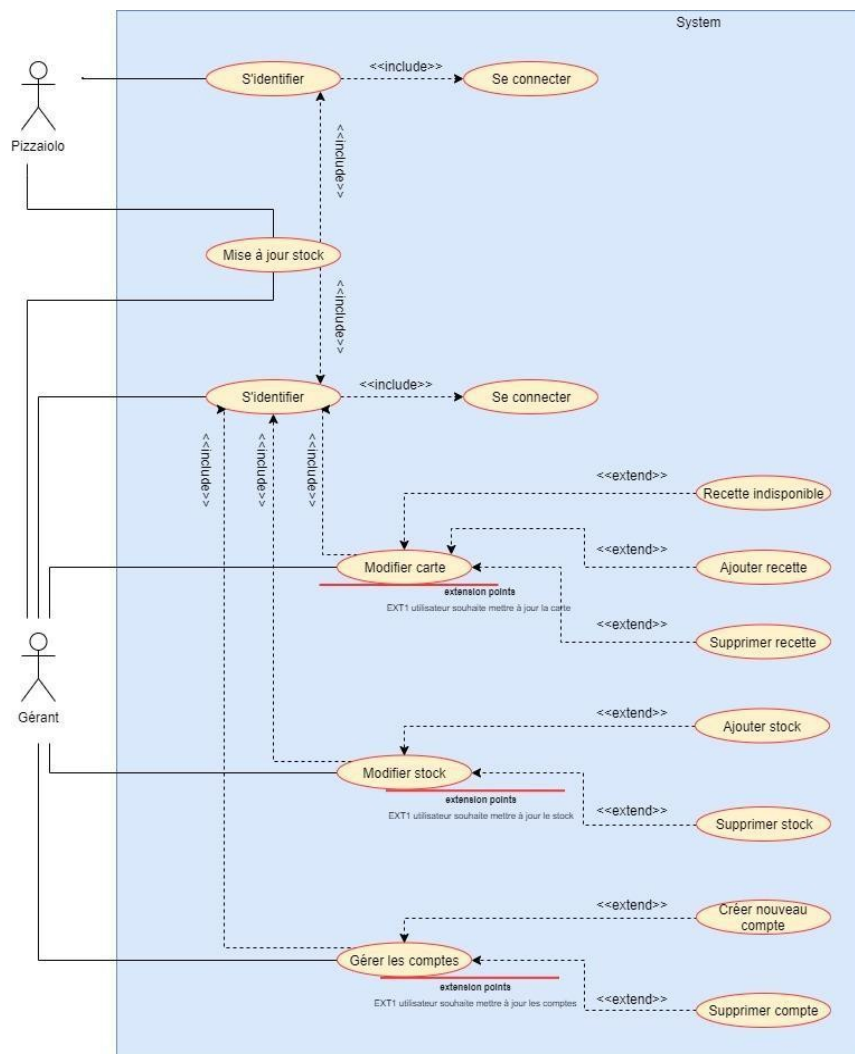 System
S'identifier
<<include>>
Se connecter
Pizzaiolo
<<include>>
Mise à jour stock
<<include>>
S'identifier
<<include>>
Se connecter
<<include>>
<<include>>
<<include>>
<<extend>>
Recette indisponible
<<extend>>
Modifier carte
Ajouter recette
extension points
EXT1 utilisateur souhaite mettre à jour la carte
<<extend>>
Supprimer recette
Gérant
<<extend>>
Ajouter stock
Modifier stock
extension points
EXT1 utilisateur souhaite mettre à jour le stock
<<extend>>
Supprimer stock
<<extend>>
Créer nouveau
compte
Gérer les comptes
extension points
EXT1 utilisateur souhaite mettre à jour les comptes
<<extend>>
Supprimer compte